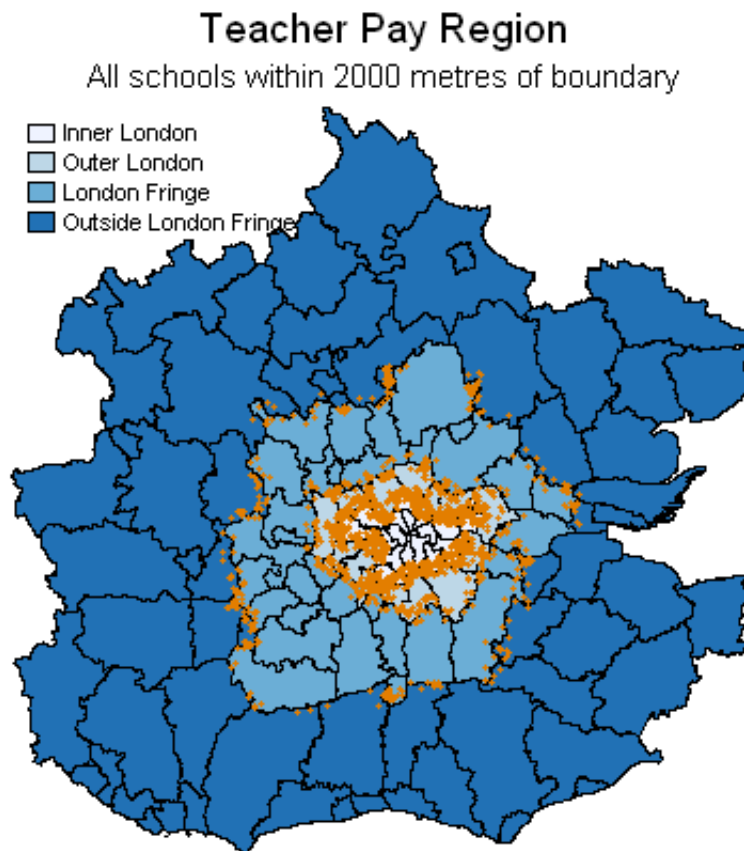 Teacher Pay Region
All schools within 2000 metres of boundary
Inner London
Outer London
London Fringe
Outside London Fringe